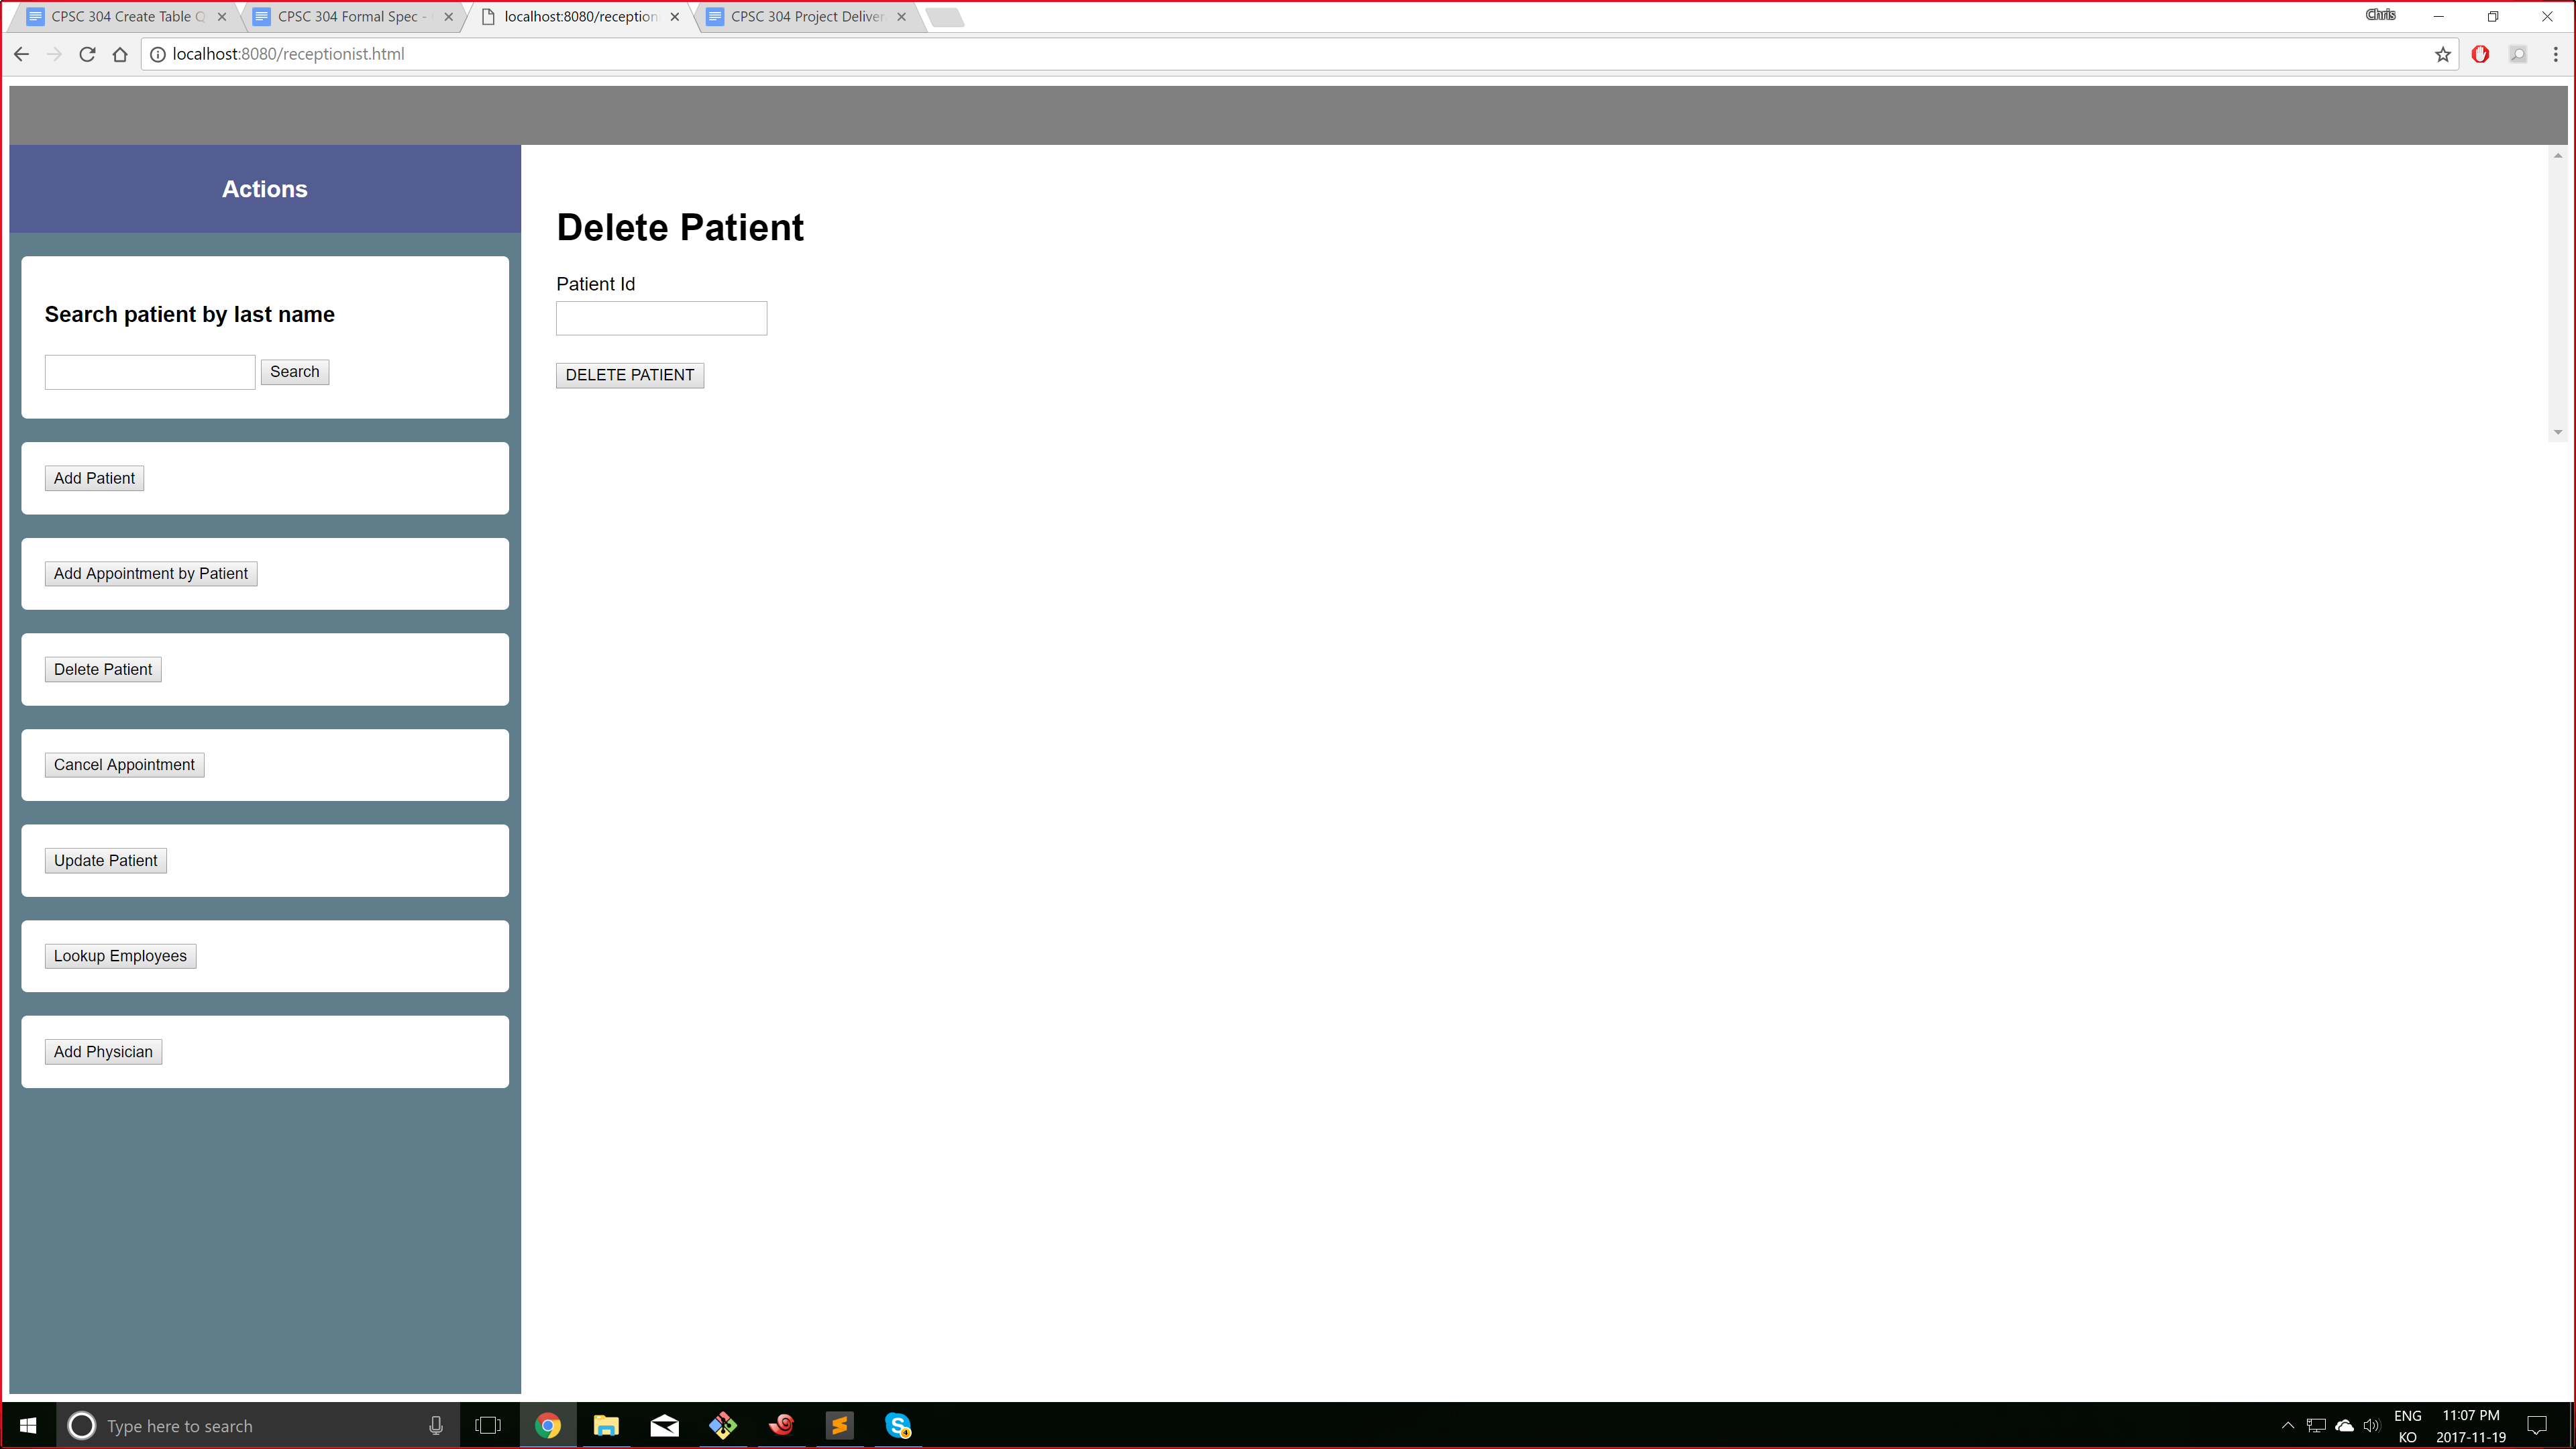 CPSC 304 Create Table Q
CPSC 304 Formal Spec -
localhost:8080/reception
CPSC 304 Project Deliver
Chris
localhost:8080/receptionist.html
Actions
Search patient by last name
Search
Add Patient
Add Appointment by Patient
Delete Patient
Cancel Appointment
Update Patient
Lookup Employees
Add Physician
Delete Patient
Patient Id
DELETE PATIENT
Type here to search
4
ENG
KO
11:07 PM
2017-11-19